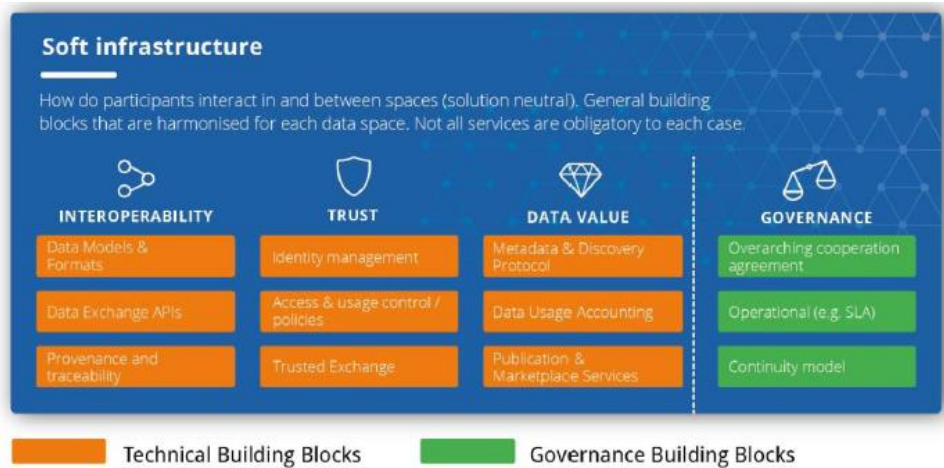 Soft infrastructure
How do participants interact in and between spaces (solution neutral). General building
blocks that are harmonised for each data space. Not all services are obligatory to each case.
INTEROPERABILITY
Data Models &
Formats
Data Exchange APIs
Provenance and
traceability
TRUST
Identity management
Access & usage control /
policies
Trusted Exchange
DATA VALUE
Metadata & Discovery
Protocol
Data Usage Accounting
Publication &
Marketplace Services
GOVERNANCE
Overarching cooperation
agreement
Operational (e.g. SLA)
Continuity model
Technical Building Blocks
Governance Building Blocks